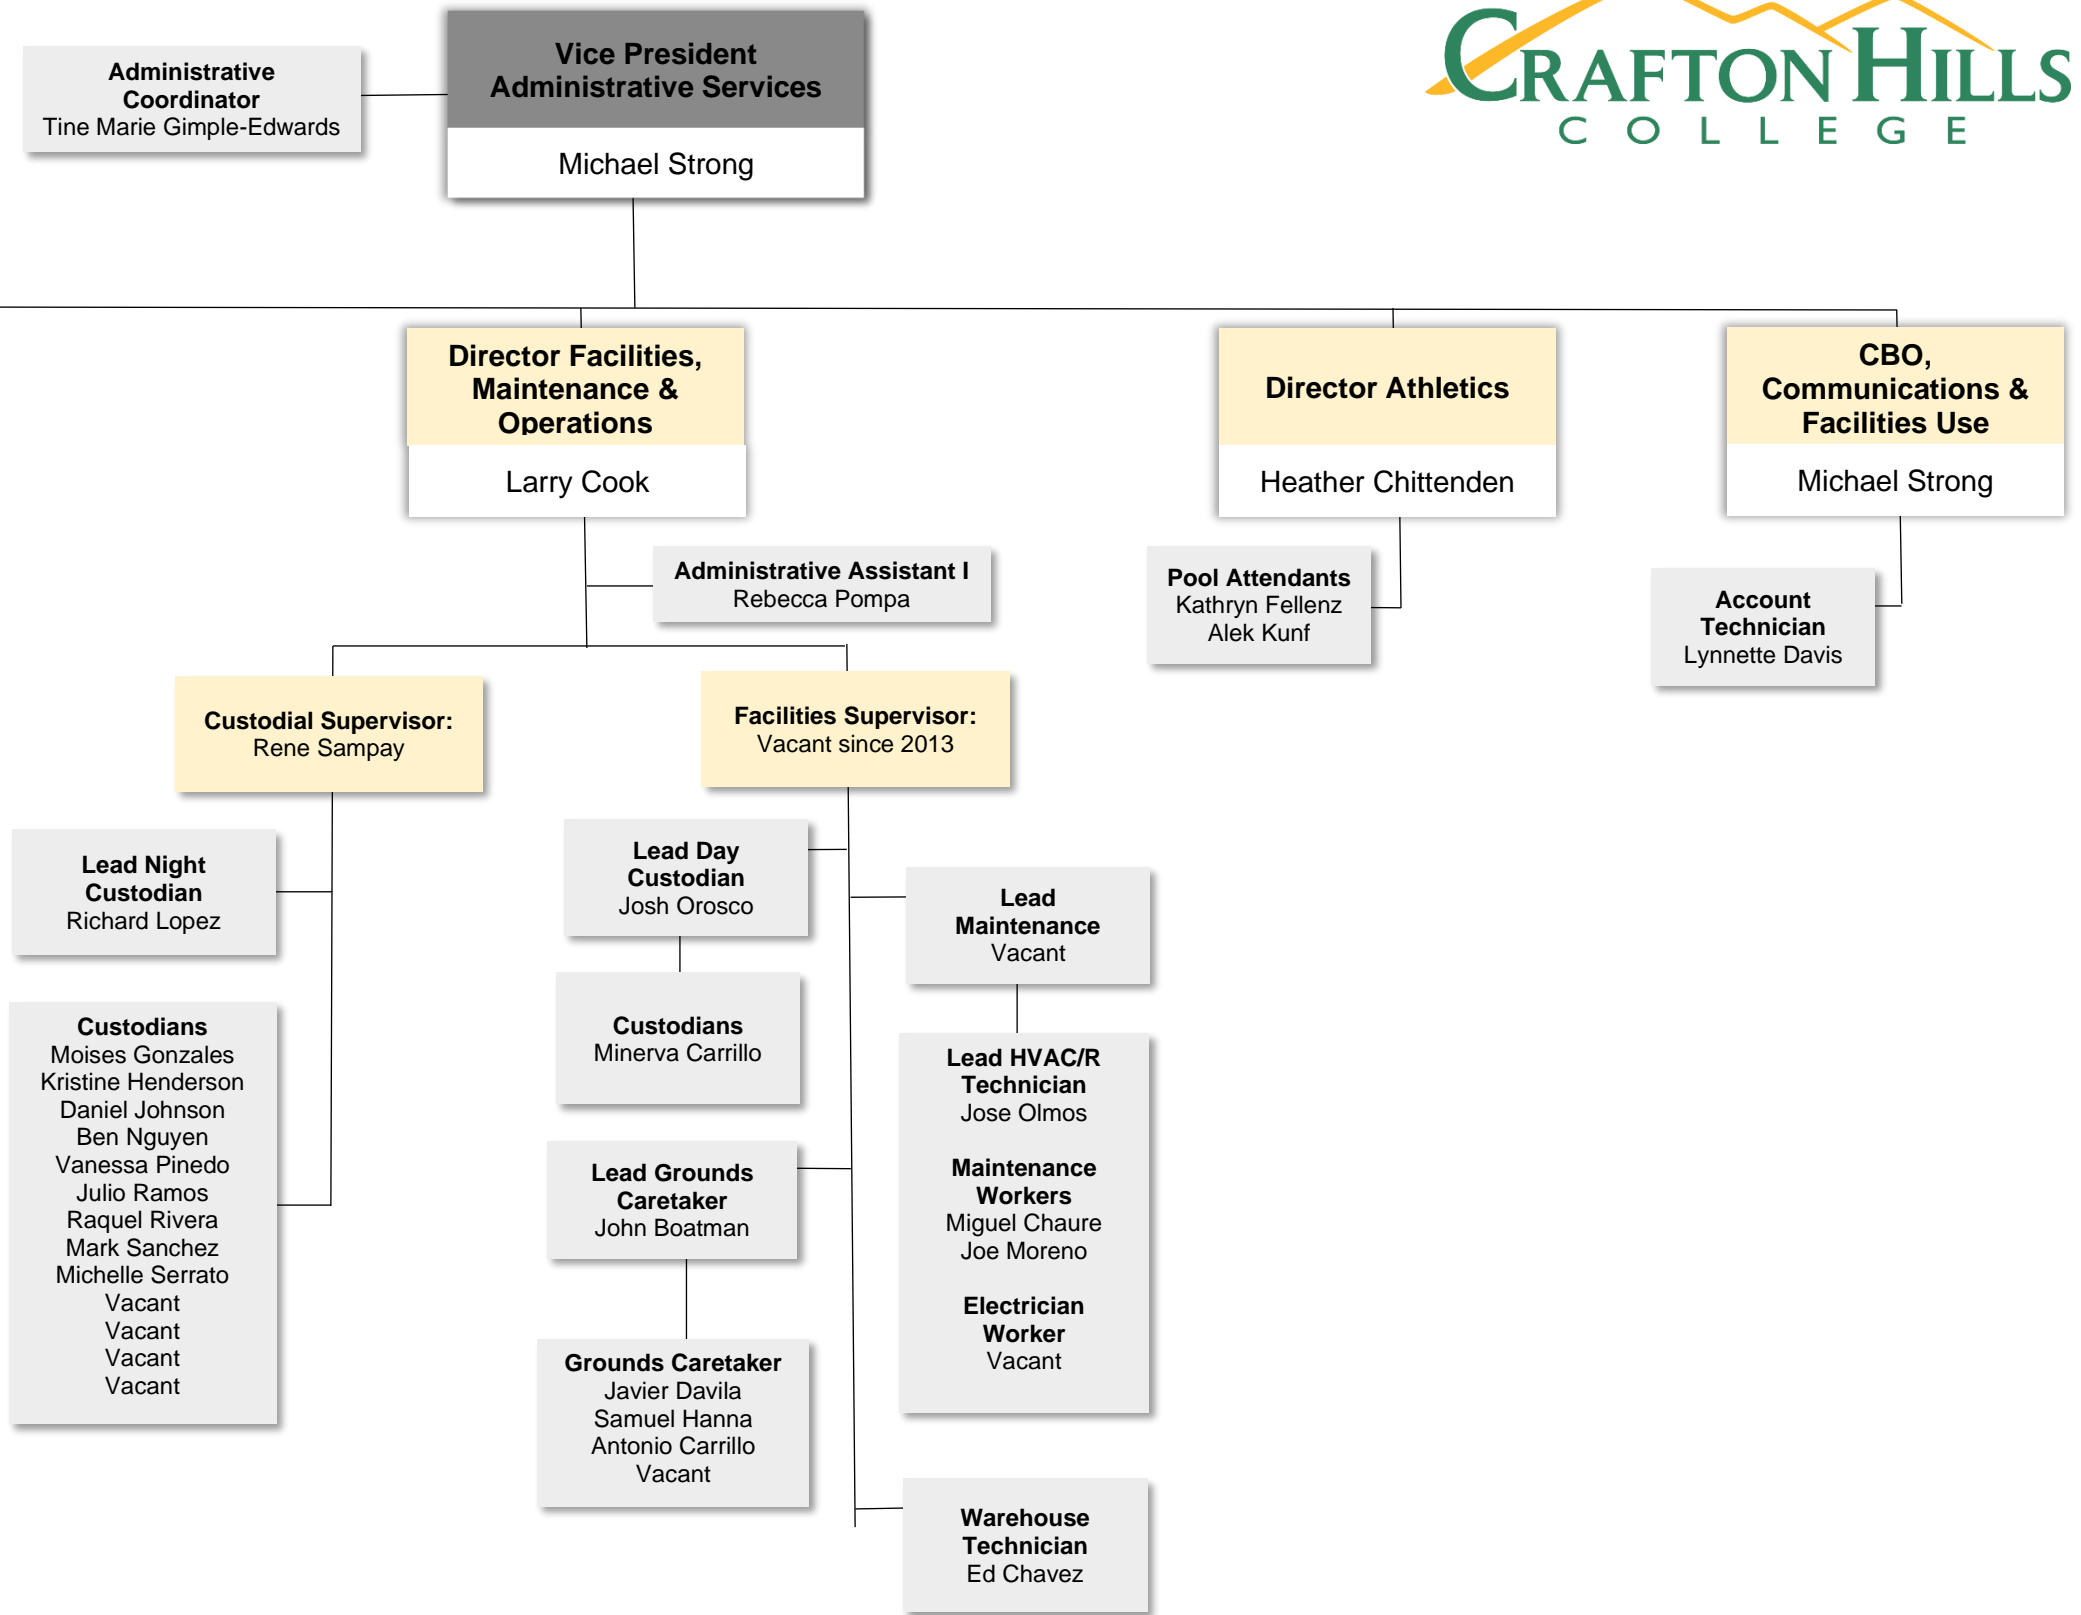 CRAFTON HILLS
COLLEGE
Administrative
Coordinator
Tine Marie Gimple-Edwards
Vice President
Administrative Services
Michael Strong
Director Facilities,
Maintenance &
Operations
Larry Cook
Director Athletics
Heather Chittenden
CBO,
Communications &
Facilities Use
Michael Strong
Administrative Assistant I
Rebecca Pompa
Pool Attendants
Kathryn Fellenz
Alek Kunf
Account
Technician
Lynnette Davis
Custodial Supervisor:
Rene Sampay
Facilities Supervisor:
Vacant since 2013
Lead Night
Custodian
Richard Lopez
Custodians
Moises Gonzales
Kristine Henderson
Daniel Johnson
Ben Nguyen
Vanessa Pinedo
Julio Ramos
Raquel Rivera
Mark Sanchez
Michelle Serrato
Vacant
Vacant
Vacant
Vacant
Lead Day
Custodian
Josh Orosco
Custodians
Minerva Carrillo
Lead Grounds
Caretaker
John Boatman
Grounds Caretaker
Javier Davila
Samuel Hanna
Antonio Carrillo
Vacant
Lead
Maintenance
Vacant
Lead HVAC/R
Technician
Jose Olmos
Maintenance
Workers
Miguel Chaure
Joe Moreno
Electrician
Worker
Vacant
Warehouse
Technician
Ed Chavez